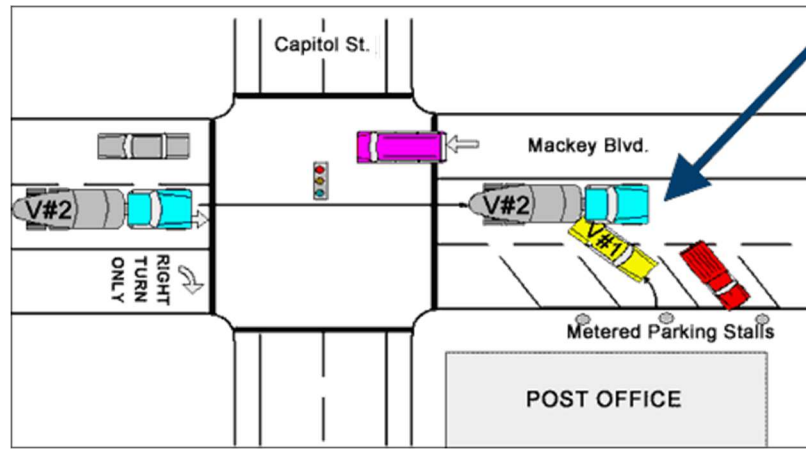 Capitol St.
Mackey Blvd.
V#2
V#2
V#1
RIGHT
TURN
ONLY
Metered Parking Stalls
POST OFFICE